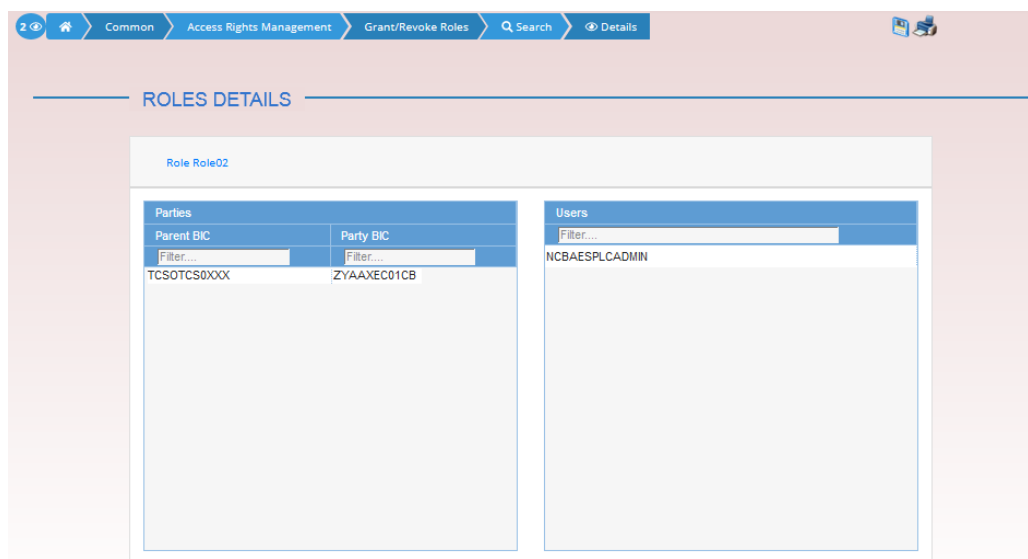 2 Common Access Rights Management Grant/Revoke Roles Search Details
ROLES DETAILS
Role Role02
Parties
Parent BIC Party BIC
Filter.... Filter....
TCSOTCS0XXX ZYAAXEC01CB
Users
Filter....
NCBAESPLCADMIN